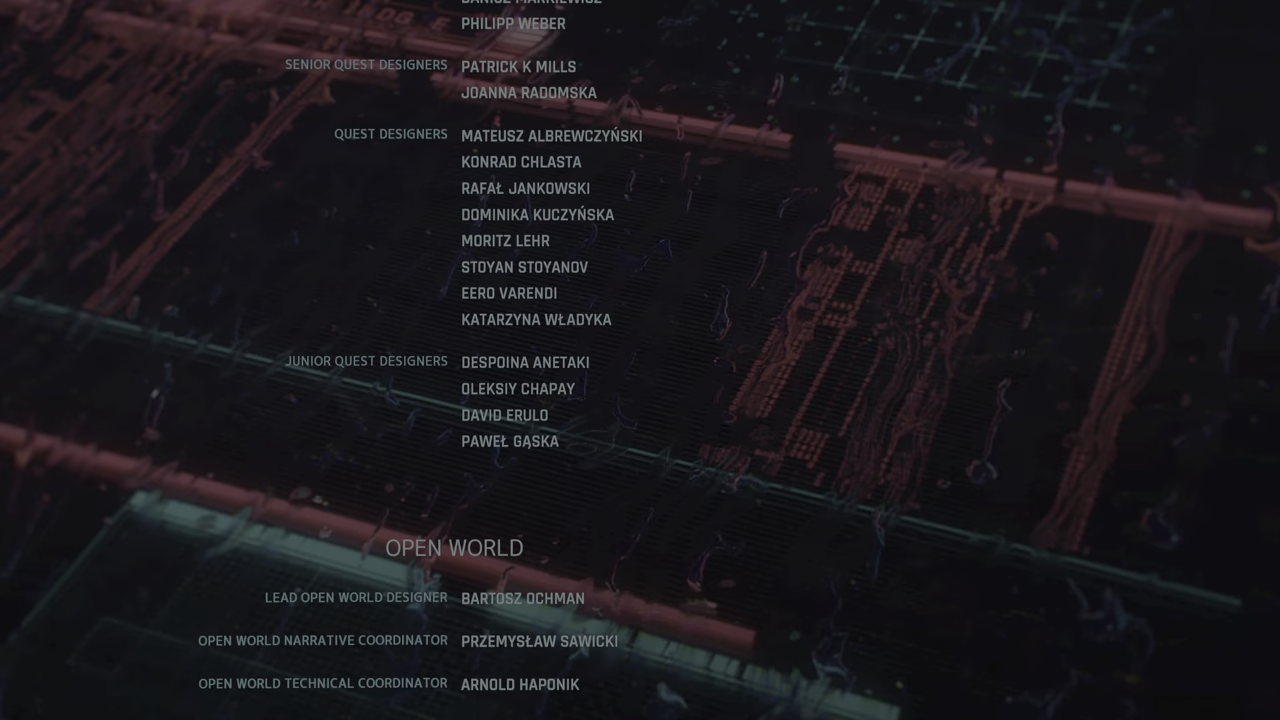 PHILIPP WEBER
SENIOR QUEST DESIGNERS PATRICK K MILLS
JOANNA RADOMSKA
QUEST DESIGNERS MATEUSZ ALBREWCZYŃSKI
KONRAD CHLASTA
RAFAŁ JANKOWSKI
DOMINIKA KUCZYŃSKA
MORITZ LEHR
STOYAN STOYANOV
EERO VARENDI
KATARZYNA WŁADYKA
JUNIOR QUEST DESIGNERS DESPOINA ANETAKI
OLEKSIY CHAPAY
DAVID ERULO
PAWEŁ GĄSKA
OPEN WORLD
LEAD OPEN WORLD DESIGNER BARTOSZ OCHMAN
OPEN WORLD NARRATIVE COORDINATOR PRZEMYSŁAW SAWICKI
OPEN WORLD TECHNICAL COORDINATOR ARNOLD HAPONIK